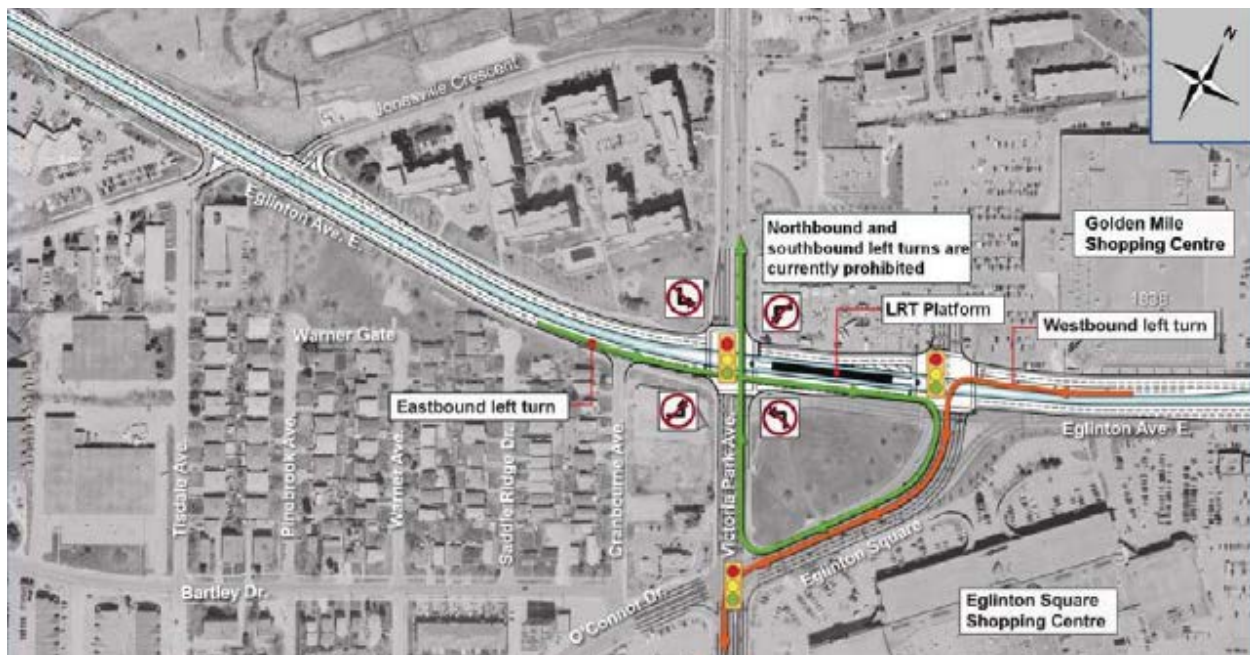 N
Jonesville Crescent
Eglinton Ave. E.
Northbound and
southbound left turns are
currently prohibited
Golden Mile
Shopping Centre
LRT Platform
Westbound left turn
Warner Gate
Eastbound left turn
Eglinton Ave. E.
Tisdale Ave.
Pinebrook Ave.
Warner Ave.
Saddle Ridge Dr.
Cranbourne Ave.
Victoria Park Ave.
Eglinton Square
Bartley Dr.
O'Connor Dr.
Eglinton Square
Shopping Centre